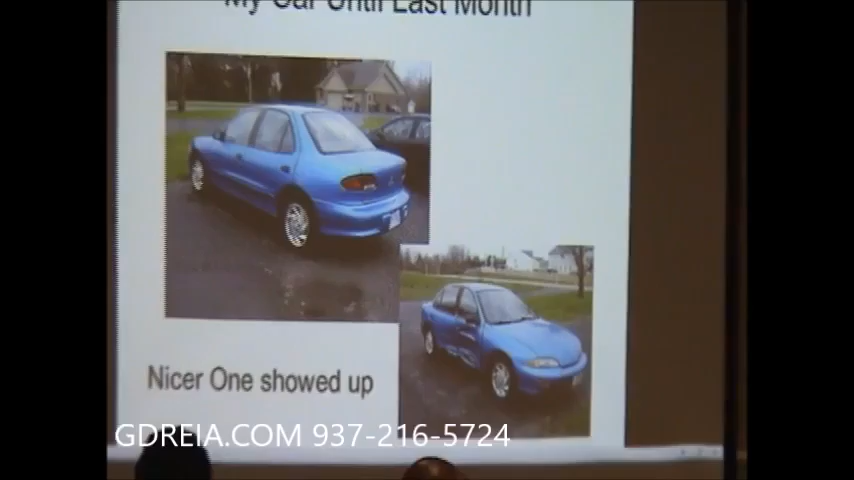 My Car Until Last Month
Nicer One showed up
GDREIA.COM 937-216-5724